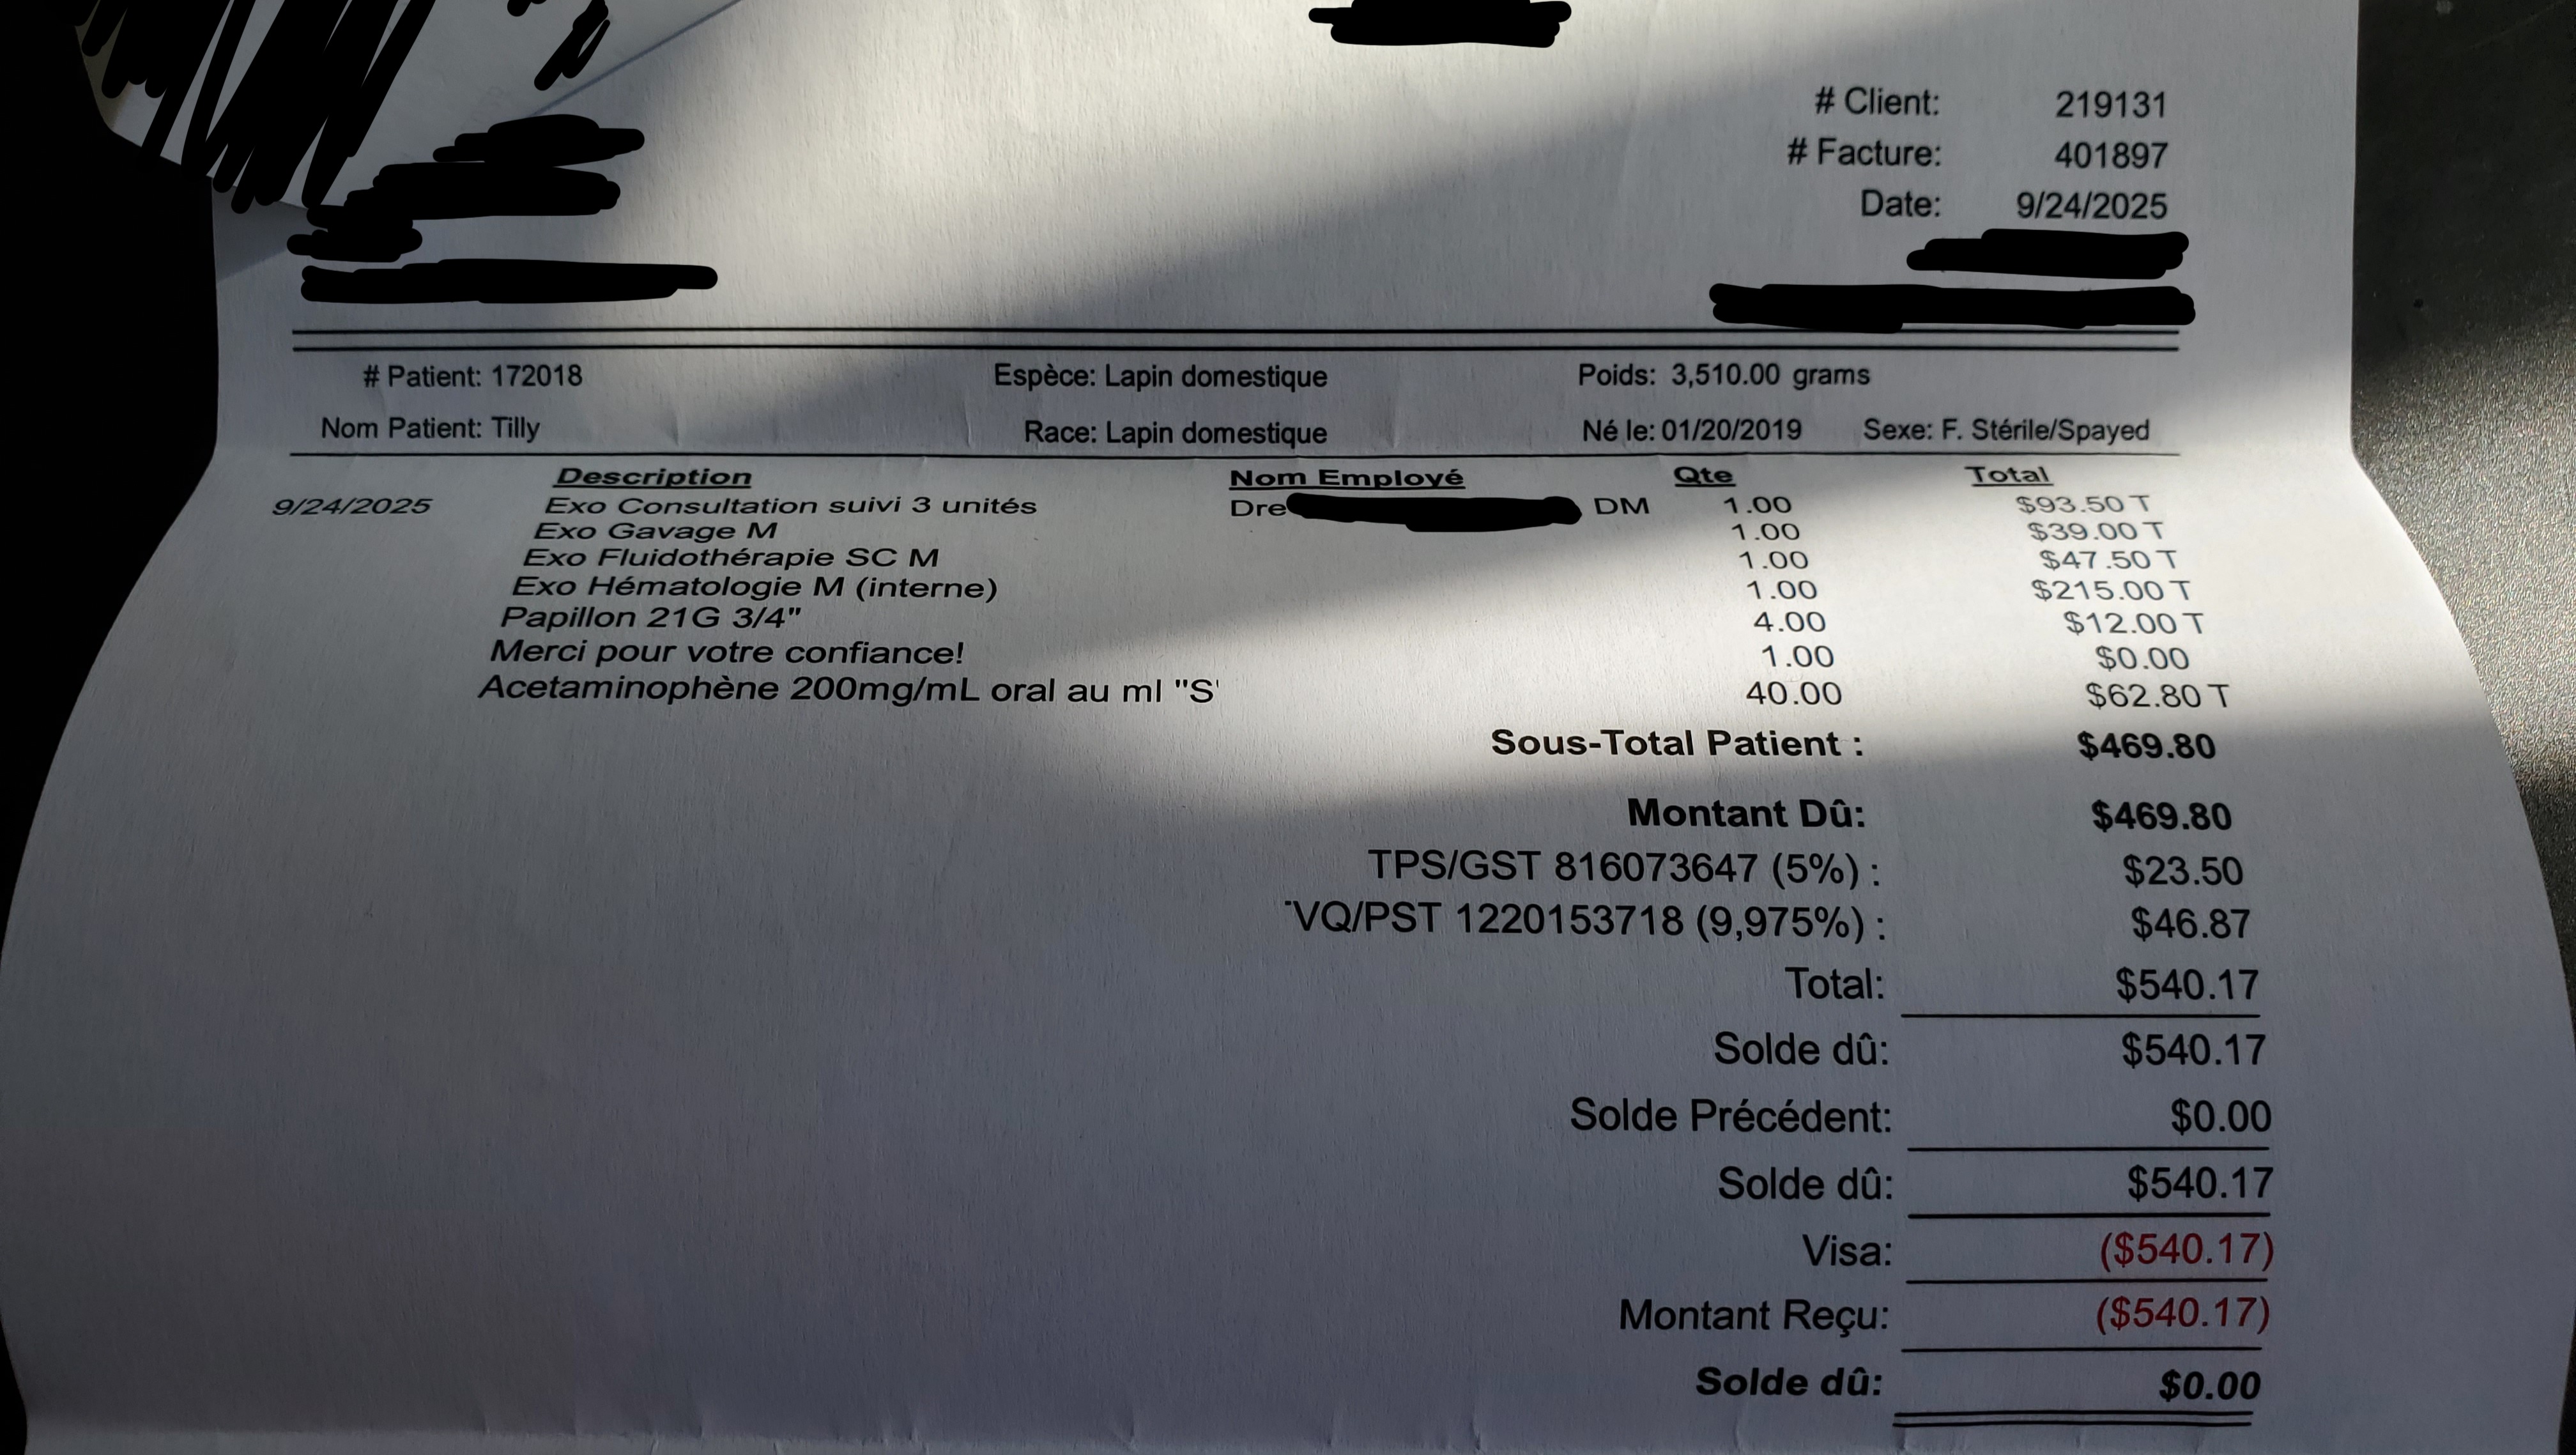 # Client: 219131
# Facture: 401897
Date: 9/24/2025
# Patient: 172018 Espèce: Lapin domestique Poids: 3,510.00 grams
Nom Patient: Tilly Race: Lapin domestique Né le: 01/20/2019 Sexe: F. Stérile/Spayed
Description Nom Employé Qte Total
9/24/2025 Exo Consultation suivi 3 unités Dre DM 1.00 $93.50 T
Exo Gavage M 1.00 $39.00 T
Exo Fluidothérapie SC M 1.00 $47.50 T
Exo Hématologie M (interne) 1.00 $215.00 T
Papillon 21G 3/4" 4.00 $12.00 T
Merci pour votre confiance! 1.00 $0.00
Acetaminophène 200mg/mL oral au ml "S' 40.00 $62.80 T
Sous-Total Patient : $469.80
Montant Dû: $469.80
TPS/GST 816073647 (5%) : $23.50
VQ/PST 1220153718 (9,975%) : $46.87
Total: $540.17
Solde dû: $540.17
Solde Précédent: $0.00
Solde dû: $540.17
Visa: ($540.17)
Montant Reçu: ($540.17)
Solde dû: $0.00